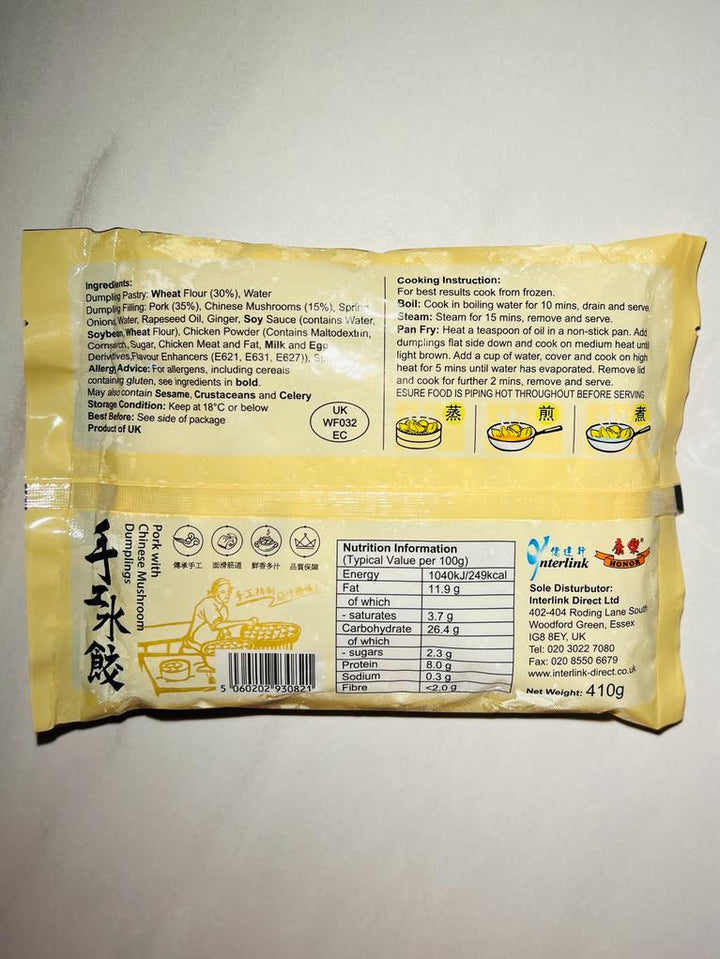 Ingredients:
Dumpling Pastry: Wheat Flour (30%), Water
Dumpling Filling: Pork (35%), Chinese Mushrooms (15%), Spring
Onions, Water, Rapeseed Oil, Ginger, Soy Sauce (contains Water,
Soybean, Wheat Flour), Chicken Powder (Contains Maltodextrin,
Cornstarch, Sugar, Chicken Meat and Fat, Milk and Egg
Derivitives, Flavour Enhancers (E621, E631, E627)),
Allergy Advice: For allergens, including cereals
containing gluten, see ingredients in bold.
May also contain Sesame, Crustaceans and Celery
Storage Condition: Keep at 18°C or below
Best Before: See side of package
Product of UK
UK
WF032
EC
Cooking Instruction:
For best results cook from frozen.
Boil: Cook in boiling water for 10 mins, drain and serve
Steam: Steam for 15 mins, remove and serve.
Pan Fry: Heat a teaspoon of oil in a non-stick pan. Add
dumplings flat side down and cook on medium heat until
light brown. Add a cup of water, cover and cook on high
heat for 5 mins until water has evaporated. Remove lid
and cook for further 2 mins, remove and serve.
ESURE FOOD IS PIPING HOT THROUGHOUT BEFORE SERVING
蒸
煎
煮
手工水餃
Pork with
Chinese Mushroom
Dumplings
傳承手工
面滑筋道
鮮香多汁
品質保障
手工精制
5 060202 930821
Nutrition Information
(Typical Value per 100g)
Energy 1040kJ/249kcal
Fat 11.9 g
of which
- saturates 3.7 g
Carbohydrate 26.4 g
of which
- sugars 2.3 g
Protein 8.0 g
Sodium 0.3 g
Fibre <2.0 g
億達行
Interlink
康樂®
HONOR
Sole Disturbutor:
Interlink Direct Ltd
402-404 Roding Lane South
Woodford Green, Essex
IG8 8EY, UK
Tel: 020 3022 7080
Fax: 020 8550 6679
www.interlink-direct.co.uk
Net Weight: 410g